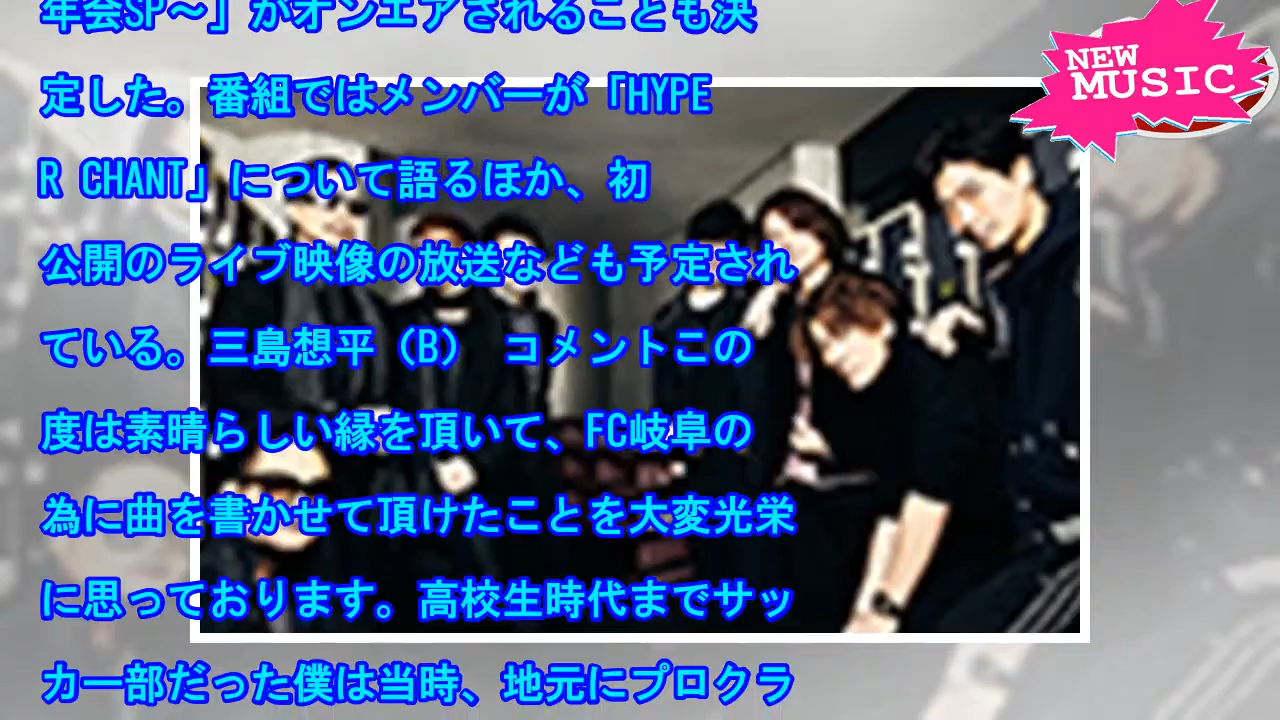 年会SP～」がオンエアされることも決
定した。番組ではメンバーが「HYPE
R CHANT」について語るほか、初
公開のライブ映像の放送なども予定され
ている。三島想平（B） コメントこの
度は素晴らしい縁を頂いて、FC岐阜の
為に曲を書かせて頂けたことを大変光栄
に思っております。高校生時代までサッ
カー部だった僕は当時、地元にプロクラ
NEW
MUSIC